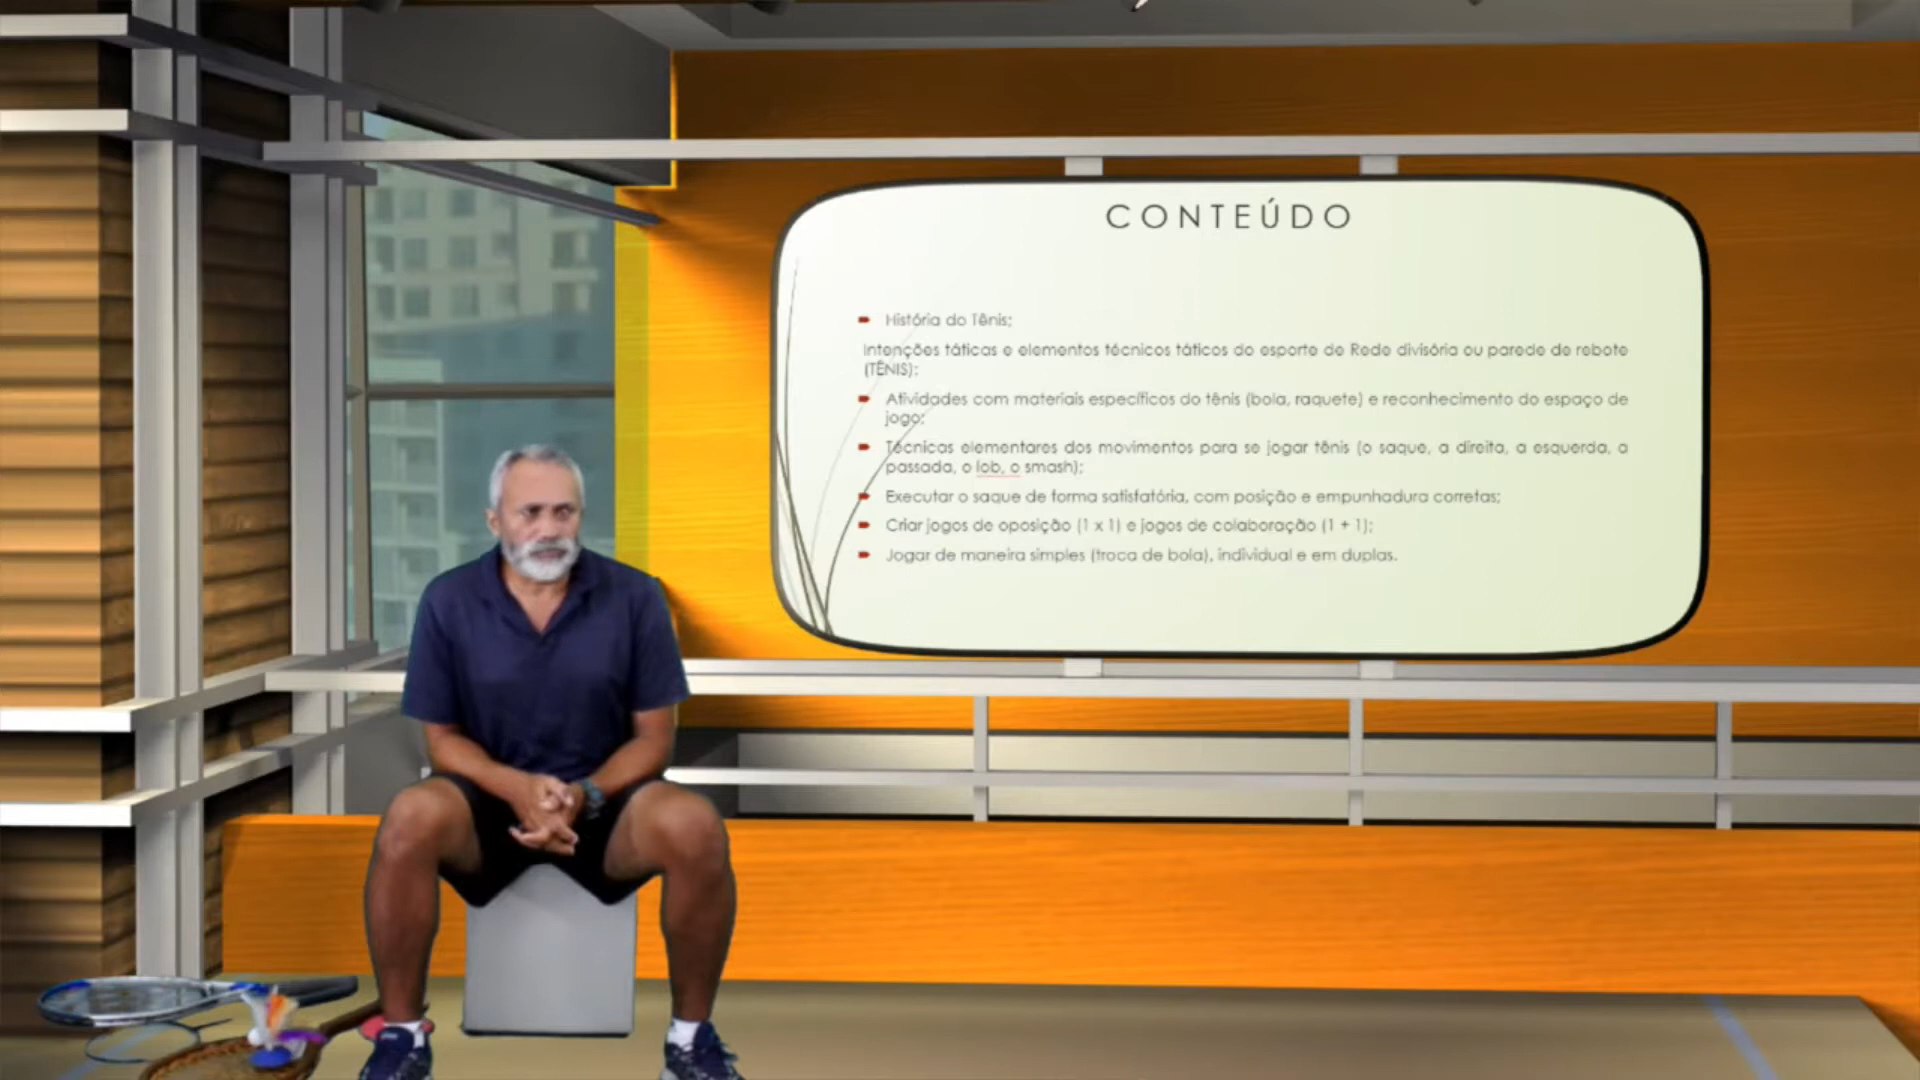 CONTEÚDO
História do Tênis;
Intenções táticas e elementos técnicos táticos do esporte de Rede divisória ou parede de rebote
(TÊNIS):
Atividades com materiais específicos do tênis (bola, raquete) e reconhecimento do espaço de
jogo;
Técnicas elementares dos movimentos para se jogar tênis (o saque, a direita, a esquerda, a
passada, o lob, o smash);
Executar o saque de forma satisfatória, com posição e empunhadura corretas;
Criar jogos de oposição (1 x 1) e jogos de colaboração (1 + 1);
Jogar de maneira simples (troca de bola), individual e em duplas.